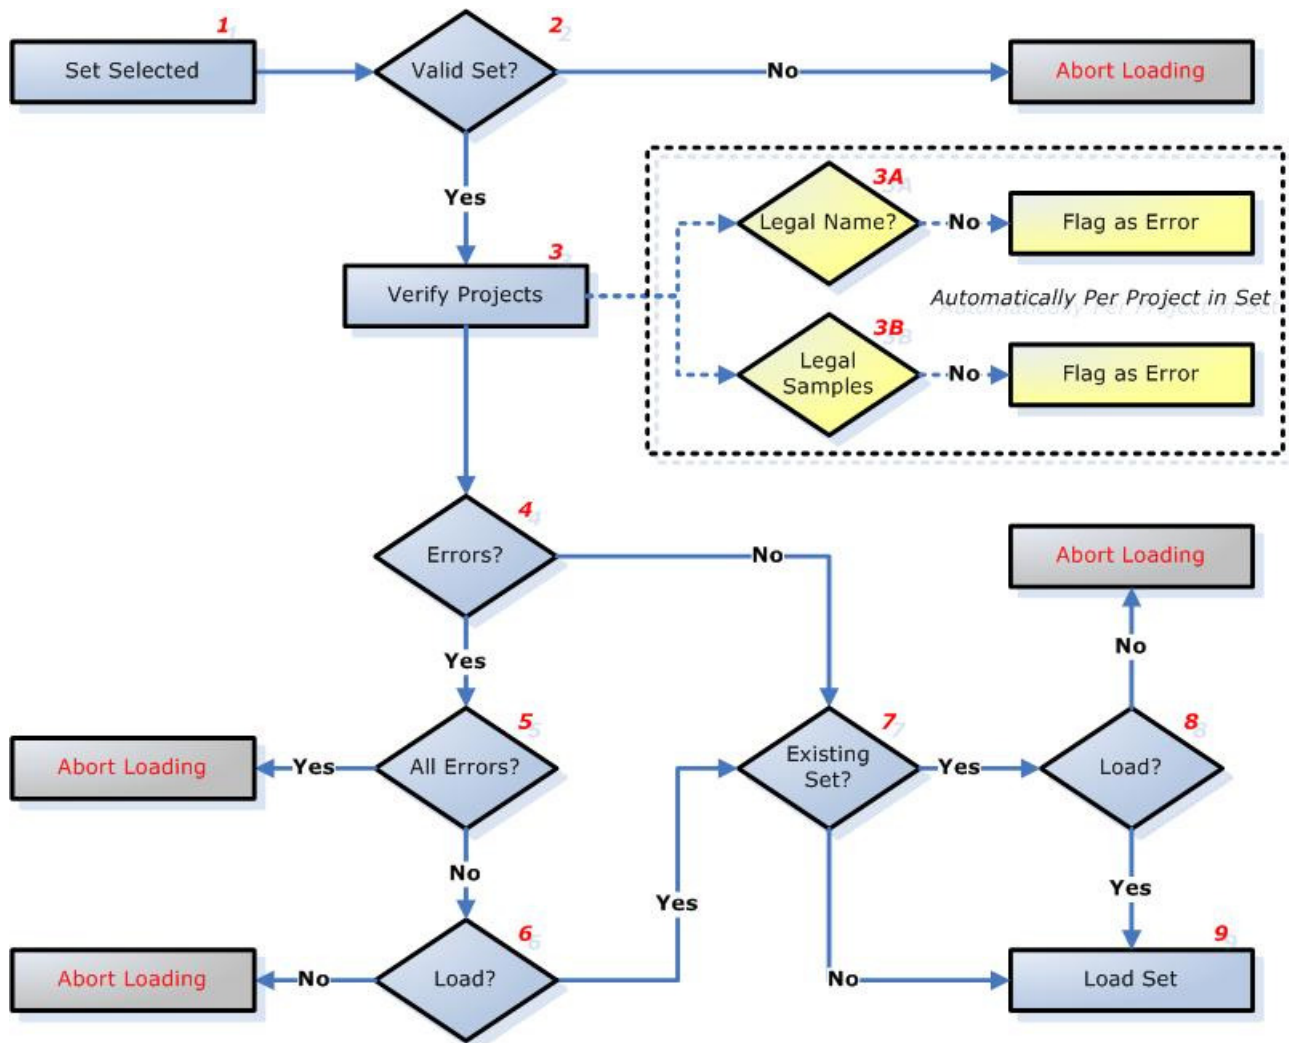 1
Set Selected
2
Valid Set?
No
Abort Loading
Yes
3
Verify Projects
3A
Legal Name?
No
Flag as Error
Automatically Per Project in Set
3B
Legal
Samples
No
Flag as Error
4
Errors?
No
Abort Loading
Yes
No
5
All Errors?
Yes
Abort Loading
7
Existing
Set?
Yes
8
Load?
No
Yes
Yes
6
Load?
No
Abort Loading
No
9
Load Set